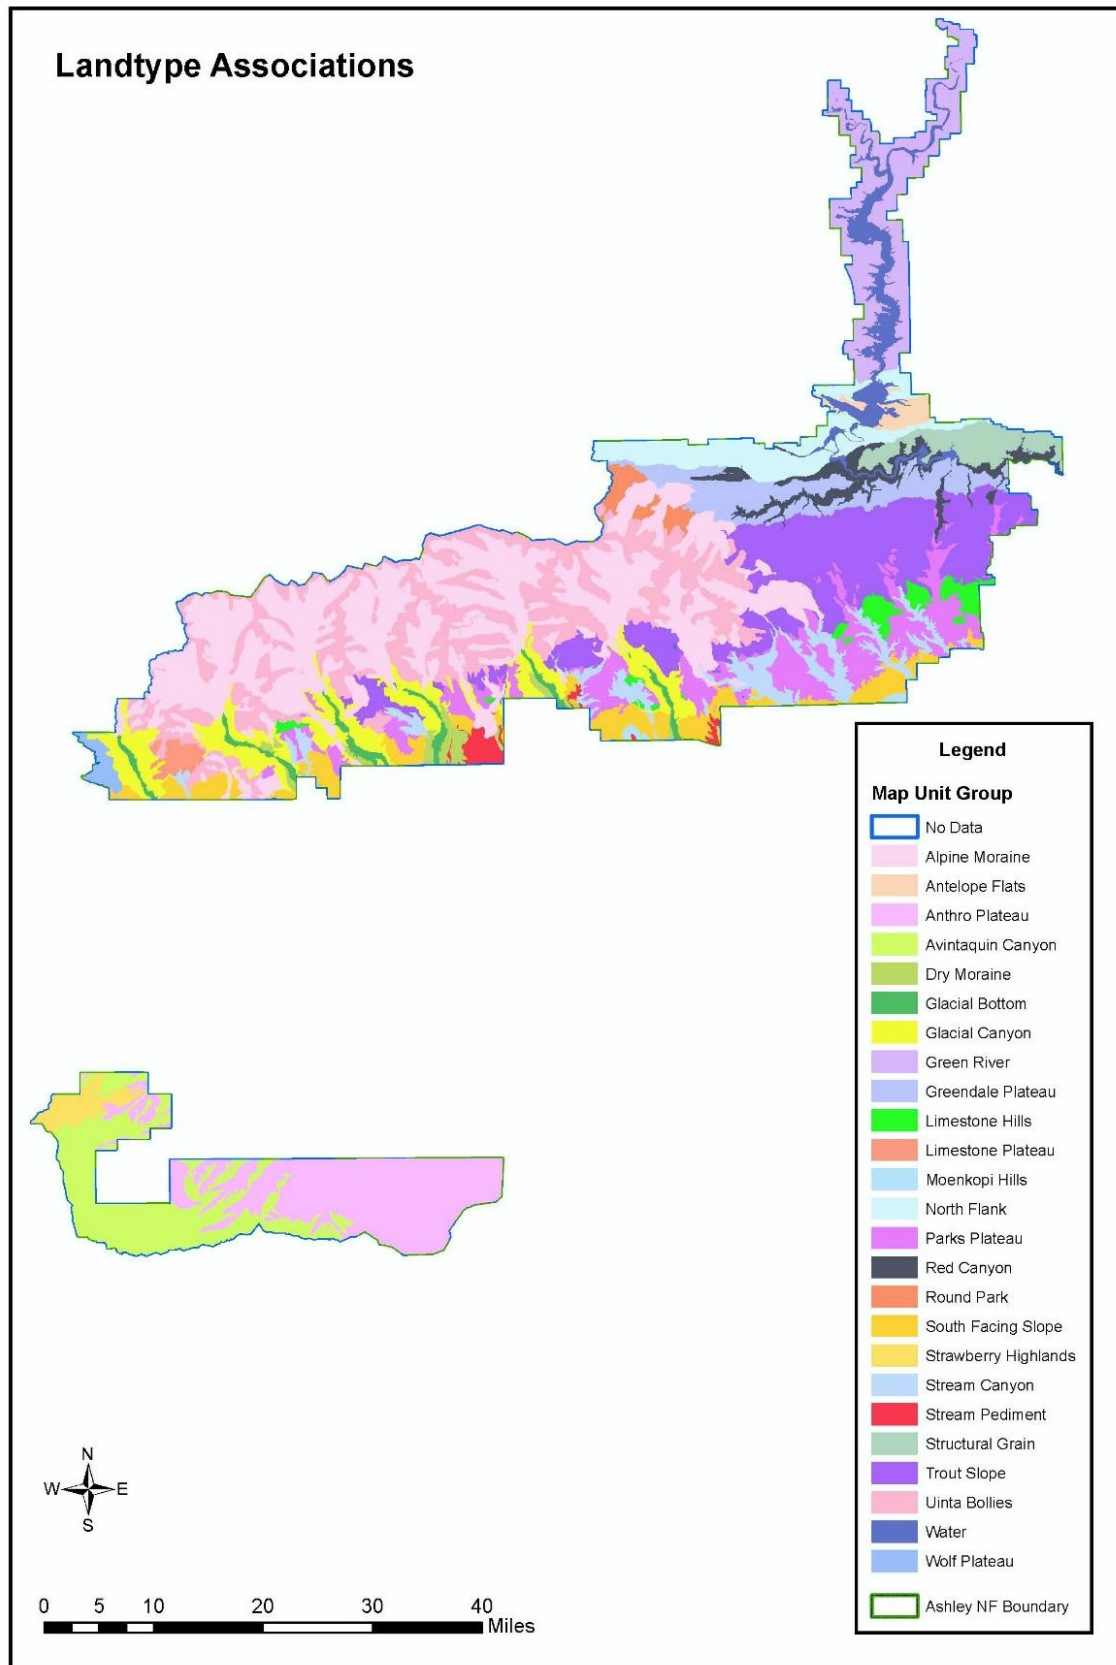 Landtype Associations
Legend
Map Unit Group
No Data
Alpine Moraine
Antelope Flats
Anthro Plateau
Avintaquin Canyon
Dry Moraine
Glacial Bottom
Glacial Canyon
Green River
Greendale Plateau
Limestone Hills
Limestone Plateau
Moenkopi Hills
North Flank
Parks Plateau
Red Canyon
Round Park
South Facing Slope
Strawberry Highlands
Stream Canyon
Stream Pediment
Structural Grain
Trout Slope
Uinta Bollies
Water
Wolf Plateau
Ashley NF Boundary
N
W E
S
0 5 10 20 30 40
Miles